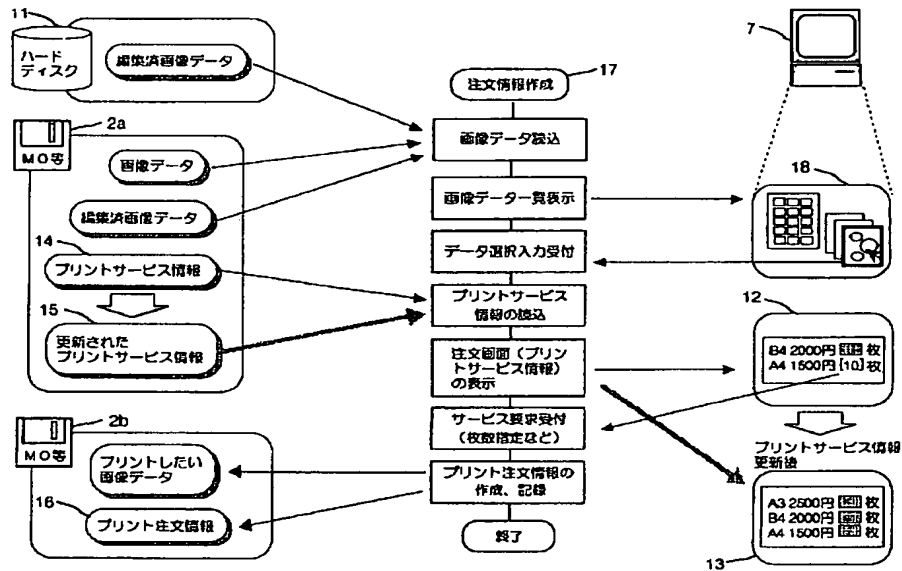 11
ハード
ディスク
編集済画像データ
2a
MO等
画像データ
編集済画像データ
14
プリントサービス情報
15
更新された
プリントサービス情報
2b
MO等
プリントしたい
画像データ
16
プリント注文情報
17
注文情報作成
画像データ読込
画像データ一覧表示
データ選択入力受付
プリントサービス
情報の読込
注文画面（プリン
トサービス情報）
の表示
サービス要求受付
（枚数指定など）
プリント注文情報の
作成、記録
終了
7
18
12
B4 2000円 枚
A4 1500円 [10] 枚
プリントサービス情報
更新後
A3 2500円 枚
B4 2000円 枚
A4 1500円 枚
13